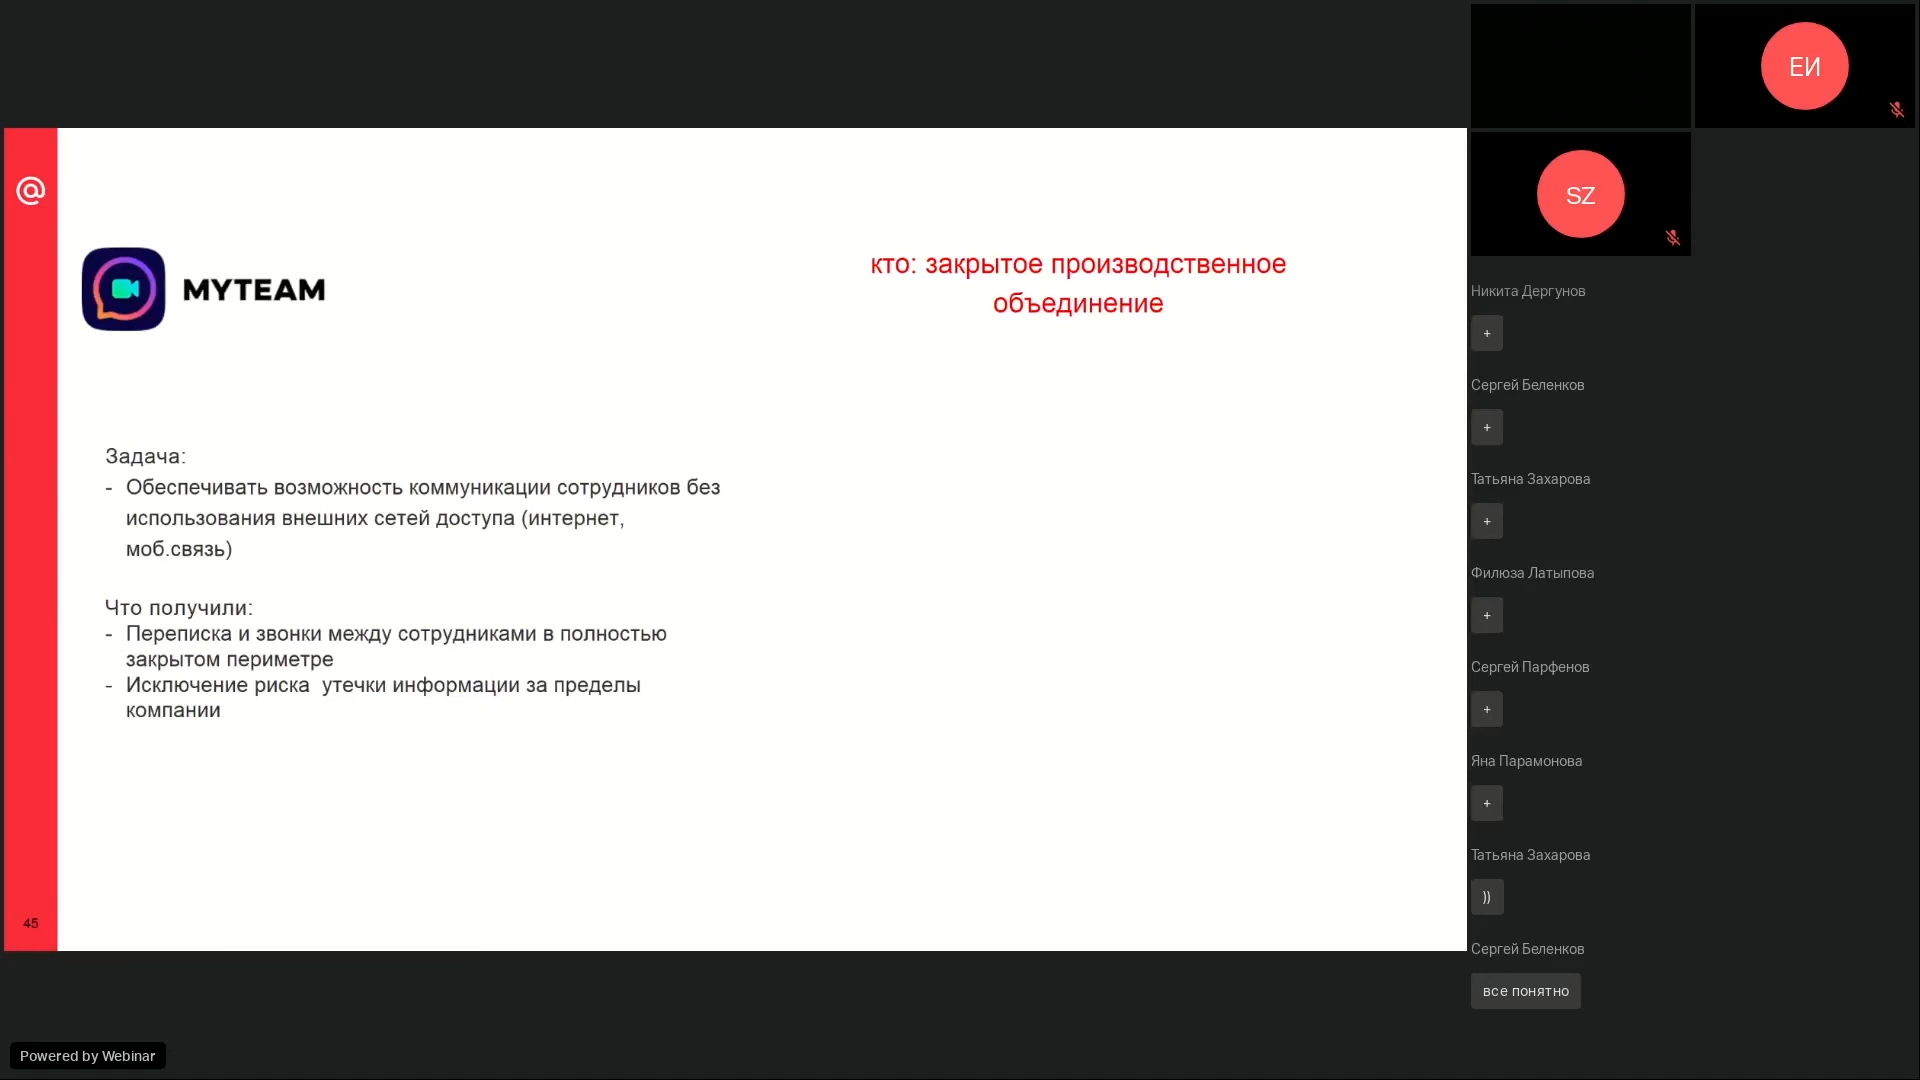 @
MYTEAM
кто: закрытое производственное
объединение
Задача:
- Обеспечивать возможность коммуникации сотрудников без
использования внешних сетей доступа (интернет,
моб.связь)
Что получили:
- Переписка и звонки между сотрудниками в полностью
закрытом периметре
- Исключение риска утечки информации за пределы
компании
45
Powered by Webinar
ЕИ
SZ
Никита Дергунов
+
Сергей Беленков
+
Татьяна Захарова
+
Филюза Латыпова
+
Сергей Парфенов
+
Яна Парамонова
+
Татьяна Захарова
))
Сергей Беленков
все понятно